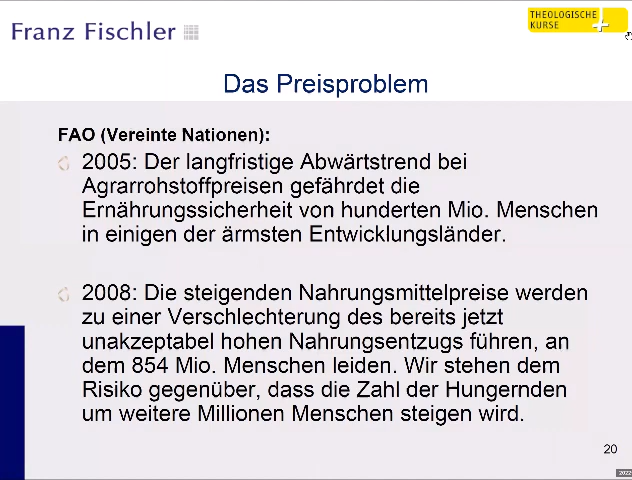 Franz Fischler
THEOLOGISCHE
KURSE
Das Preisproblem
FAO (Vereinte Nationen):
2005: Der langfristige Abwärtstrend bei
Agrarrohstoffpreisen gefährdet die
Ernährungssicherheit von hunderten Mio. Menschen
in einigen der ärmsten Entwicklungsländer.
2008: Die steigenden Nahrungsmittelpreise werden
zu einer Verschlechterung des bereits jetzt
unakzeptabel hohen Nahrungsentzugs führen, an
dem 854 Mio. Menschen leiden. Wir stehen dem
Risiko gegenüber, dass die Zahl der Hungernden
um weitere Millionen Menschen steigen wird.
20